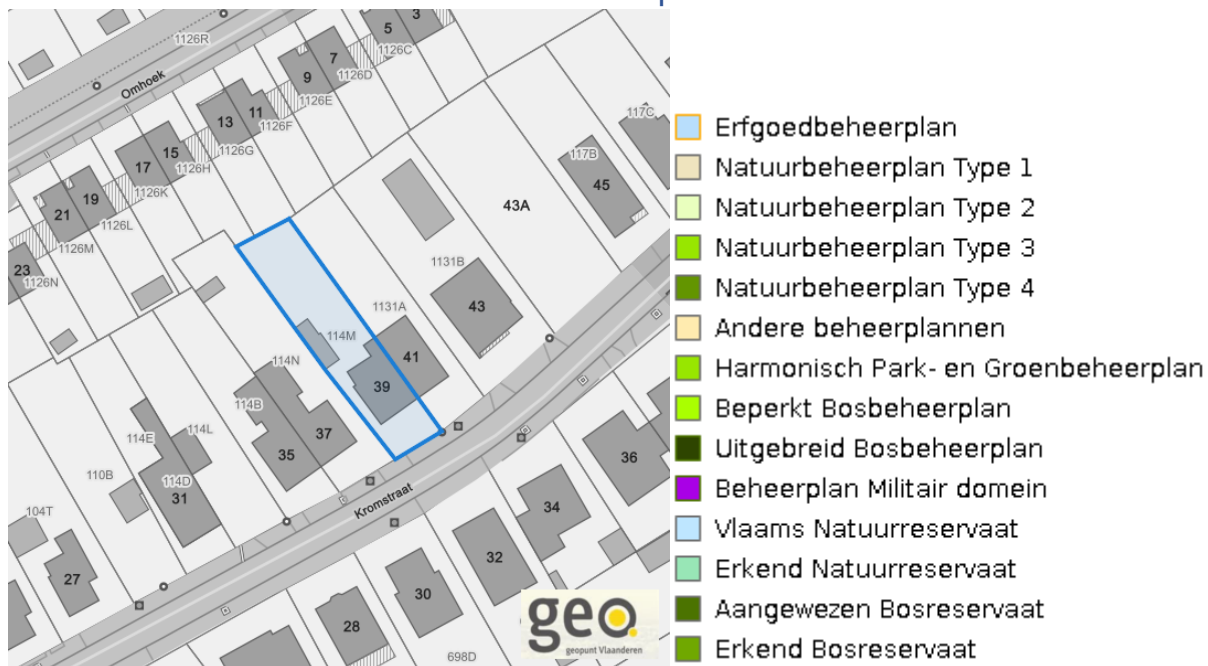 1126R
5
3
1126C
7
9
1126D
Omhoek
1126E
11
13
1126F
117C
1126G
15
17
1126H
117B
45
1126K
19
21
43A
1126L
1126M
23
1126N
1131B
1131A
43
114M
41
114N
39
114B
37
35
114E
114L
36
110B
114D
31
Kromstraat
34
104T
32
27
30
28
698D
geo
geopunt Vlaanderen
Erfgoedbeheerplan
Natuurbeheerplan Type 1
Natuurbeheerplan Type 2
Natuurbeheerplan Type 3
Natuurbeheerplan Type 4
Andere beheerplannen
Harmonisch Park- en Groenbeheerplan
Beperkt Bosbeheerplan
Uitgebreid Bosbeheerplan
Beheerplan Militair domein
Vlaams Natuurreservaat
Erkend Natuurreservaat
Aangewezen Bosreservaat
Erkend Bosreservaat